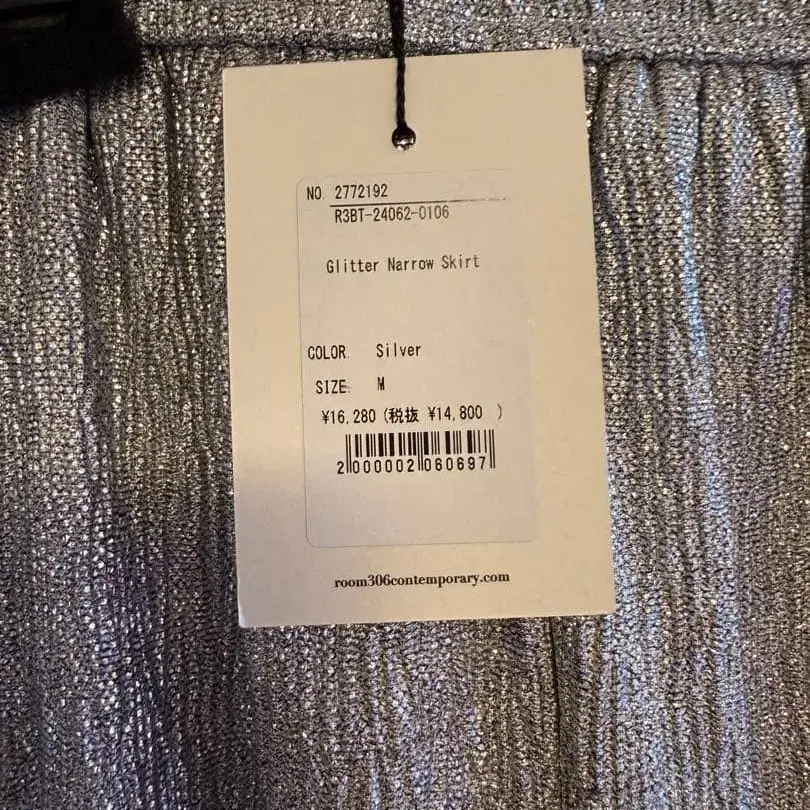 NO. 2772192
R3BT-24062-0106
Glitter Narrow Skirt
COLOR. Silver
SIZE. M
¥16,280 (税抜 ¥14,800 )
2000002060697
room306contemporary.com